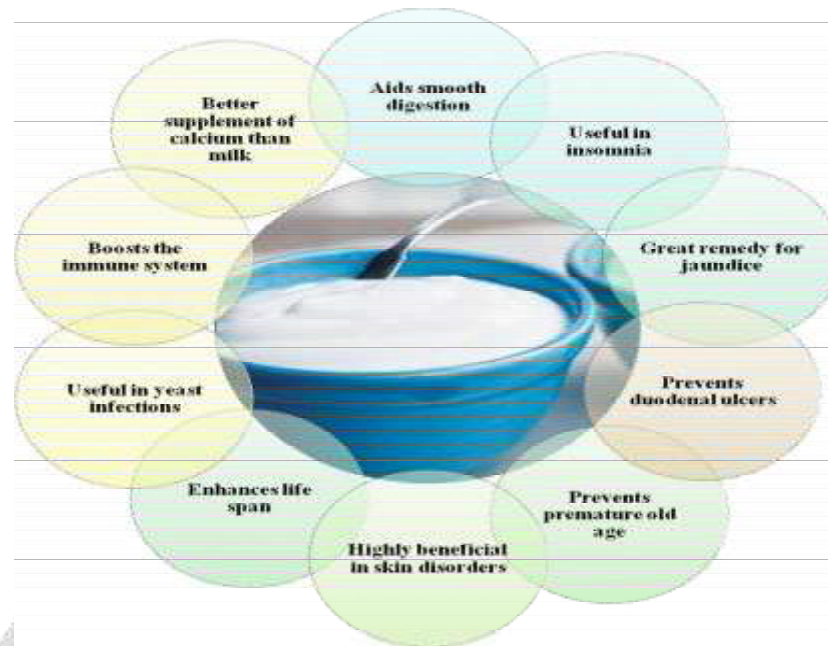 Aids smooth
digestion
Useful in
insomnia
Great remedy for
jaundice
Prevents
duodenal ulcers
Prevents
premature old
age
Highly beneficial
in skin disorders
Enhances life
span
Useful in yeast
infections
Boosts the
immune system
Better
supplement of
calcium than
milk